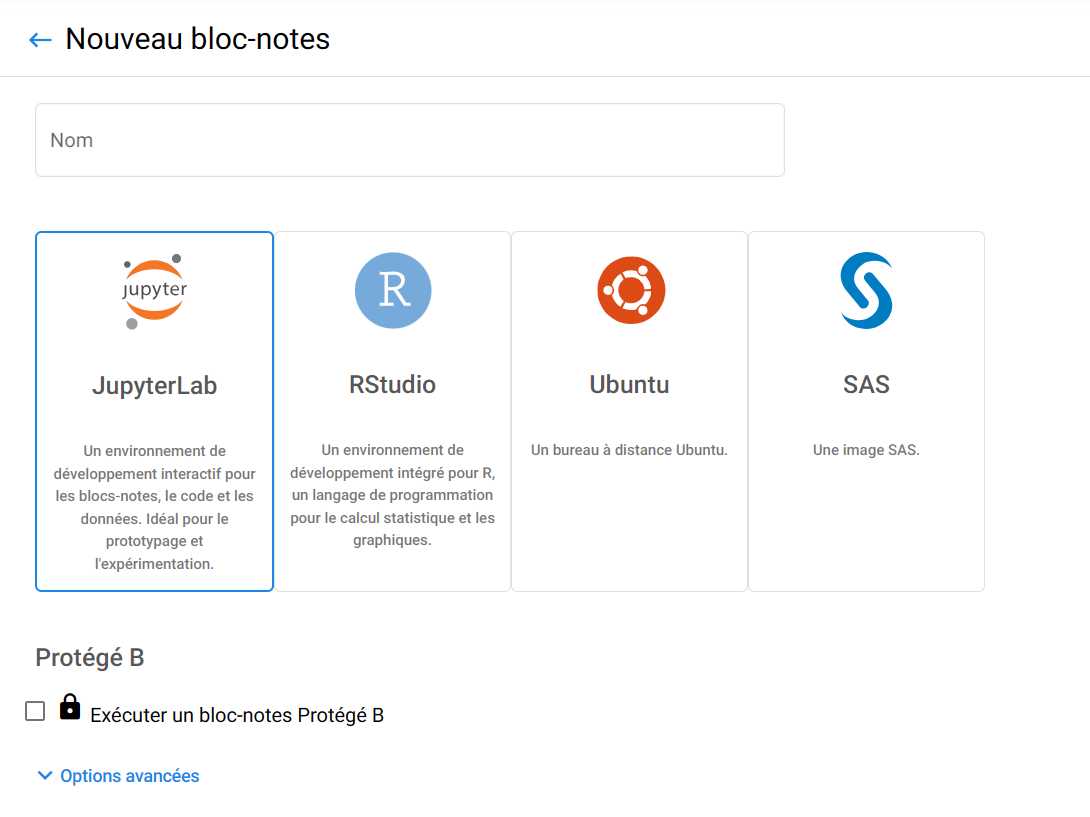 Nouveau bloc-notes
Nom
jupyter
JupyterLab
Un environnement de
développement interactif pour
les blocs-notes, le code et les
données. Idéal pour le
prototypage et
l'expérimentation.
R
RStudio
Un environnement de
développement intégré pour R,
un langage de programmation
pour le calcul statistique et les
graphiques.
Ubuntu
Un bureau à distance Ubuntu.
SAS
Une image SAS.
Protégé B
Exécuter un bloc-notes Protégé B
Options avancées